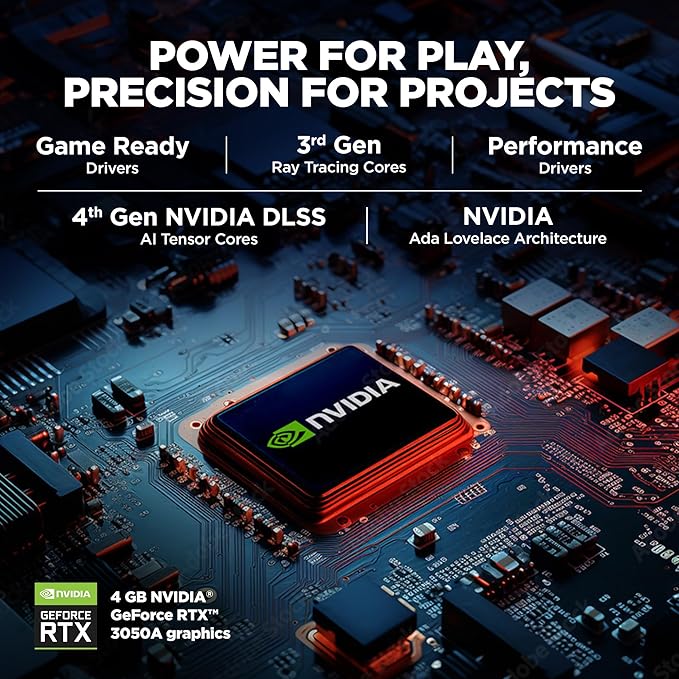 POWER FOR PLAY,
PRECISION FOR PROJECTS
Game Ready
Drivers
3rd Gen
Ray Tracing Cores
Performance
Drivers
4th Gen NVIDIA DLSS
AI Tensor Cores
NVIDIA
Ada Lovelace Architecture
NVIDIA
NVIDIA
GEFORCE
RTX
4 GB NVIDIA®
GeForce RTX™
3050A graphics